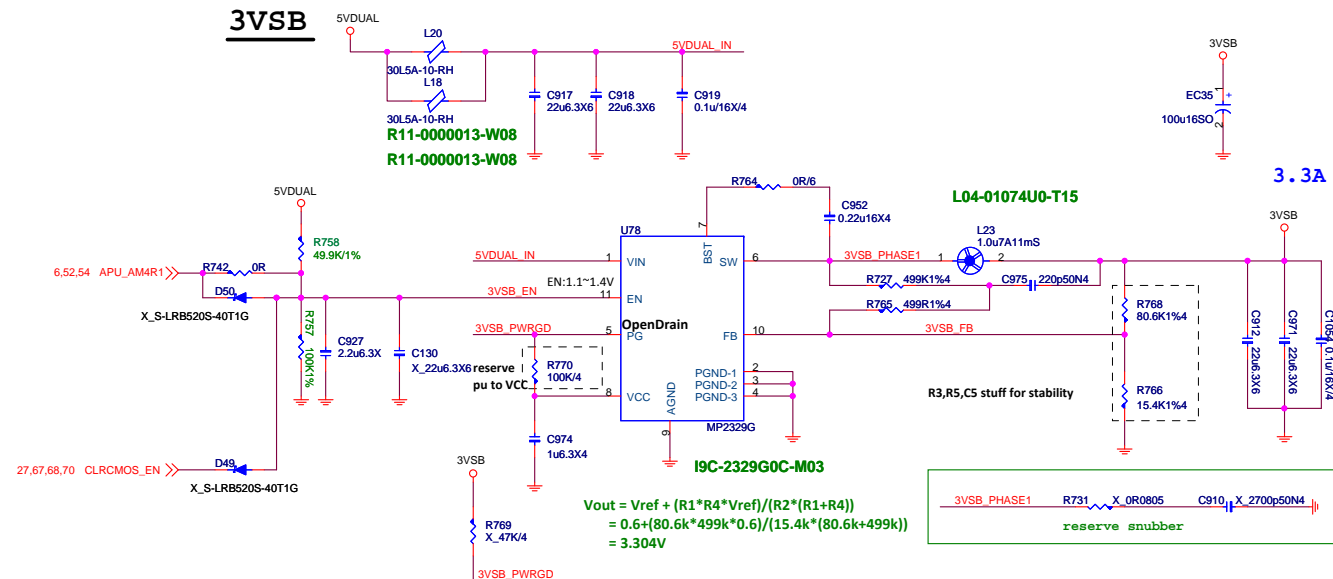 3VSB
5VDUAL
L20
30L5A-10-RH
L18
30L5A-10-RH
R11-0000013-W08
R11-0000013-W08
5VDUAL_IN
C917
22u6.3X6
C918
22u6.3X6
C919
0.1u/16X/4
3VSB
1
+
EC35
100u16SO
2
3.3A
5VDUAL
R758
49.9K/1%
6,52,54 APU_AM4R1
R742
0R
D50
X_S-LRB520S-40T1G
R757 100K1%
C927
2.2u6.3X
C130
X_22u6.3X6
27,67,68,70 CLRCMOS_EN
D49
X_S-LRB520S-40T1G
R764
0R/6
C952
0.22u16X4
U78
7
BST
5VDUAL_IN
1
VIN
SW
6
3VSB_PHASE1
EN:1.1~1.4V
3VSB_EN
11
EN
3VSB_PWRGD
OpenDrain
5
PG
FB
10
3VSB_FB
reserve
pu to VCC
R770
100K/4
8
VCC
AGND
9
PGND-1
2
PGND-2
3
PGND-3
4
MP2329G
I9C-2329G0C-M03
C974
1u6.3X4
L04-01074U0-T15
L23
1.0u7A11mS
1
2
R727
499K1%4
C975
220p50N4
R765
499R1%4
R768
80.6K1%4
R766
15.4K1%4
R3,R5,C5 stuff for stability
3VSB
C912
22u6.3X6
C971
22u6.3X6
C1054
0.1u/16X/4
3VSB
R769
X_47K/4
3VSB_PWRGD
Vout = Vref + (R1*R4*Vref)/(R2*(R1+R4))
= 0.6+(80.6k*499k*0.6)/(15.4k*(80.6k+499k))
= 3.304V
3VSB_PHASE1
R731
X_0R0805
C910
X_2700p50N4
reserve snubber